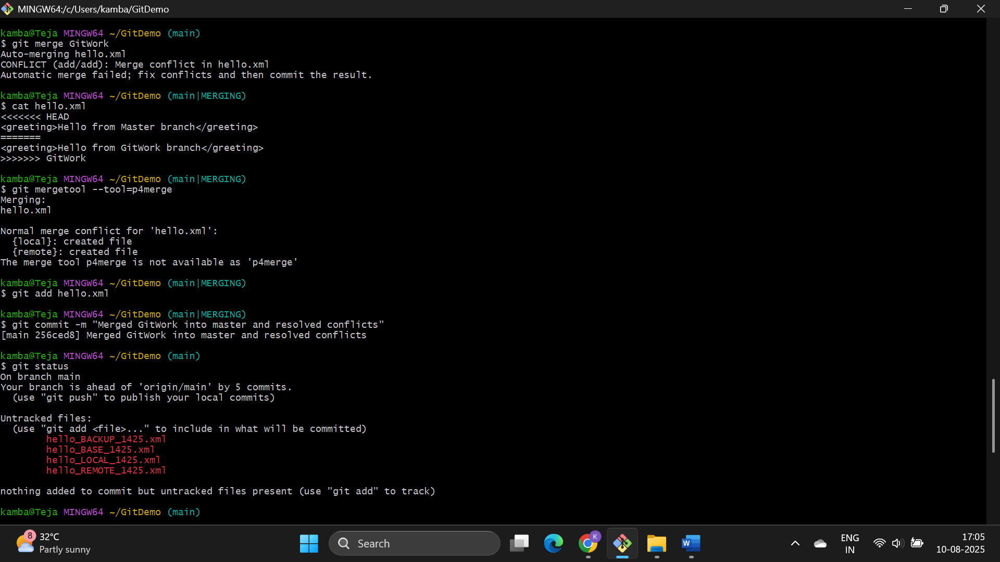 MINGW64:/c/Users/kamba/GitDemo
kamba@Teja MINGW64 ~/GitDemo (main)
$ git merge GitWork
Auto-merging hello.xml
CONFLICT (add/add): Merge conflict in hello.xml
Automatic merge failed; fix conflicts and then commit the result.
kamba@Teja MINGW64 ~/GitDemo (main|MERGING)
$ cat hello.xml
<<<<<<< HEAD
<greeting>Hello from Master branch</greeting>
=======
<greeting>Hello from GitWork branch</greeting>
>>>>>>> GitWork
kamba@Teja MINGW64 ~/GitDemo (main|MERGING)
$ git mergetool --tool=p4merge
Merging:
hello.xml
Normal merge conflict for 'hello.xml':
  {local}: created file
  {remote}: created file
The merge tool p4merge is not available as 'p4merge'
kamba@Teja MINGW64 ~/GitDemo (main|MERGING)
$ git add hello.xml
kamba@Teja MINGW64 ~/GitDemo (main|MERGING)
$ git commit -m "Merged GitWork into master and resolved conflicts"
[main 256ced8] Merged GitWork into master and resolved conflicts
kamba@Teja MINGW64 ~/GitDemo (main)
$ git status
On branch main
Your branch is ahead of 'origin/main' by 5 commits.
  (use "git push" to publish your local commits)
Untracked files:
  (use "git add <file>..." to include in what will be committed)
        hello_BACKUP_1425.xml
        hello_BASE_1425.xml
        hello_LOCAL_1425.xml
        hello_REMOTE_1425.xml
nothing added to commit but untracked files present (use "git add" to track)
kamba@Teja MINGW64 ~/GitDemo (main)
8
32°C
Partly sunny
Search
K
W
ENG
IN
17:05
10-08-2025